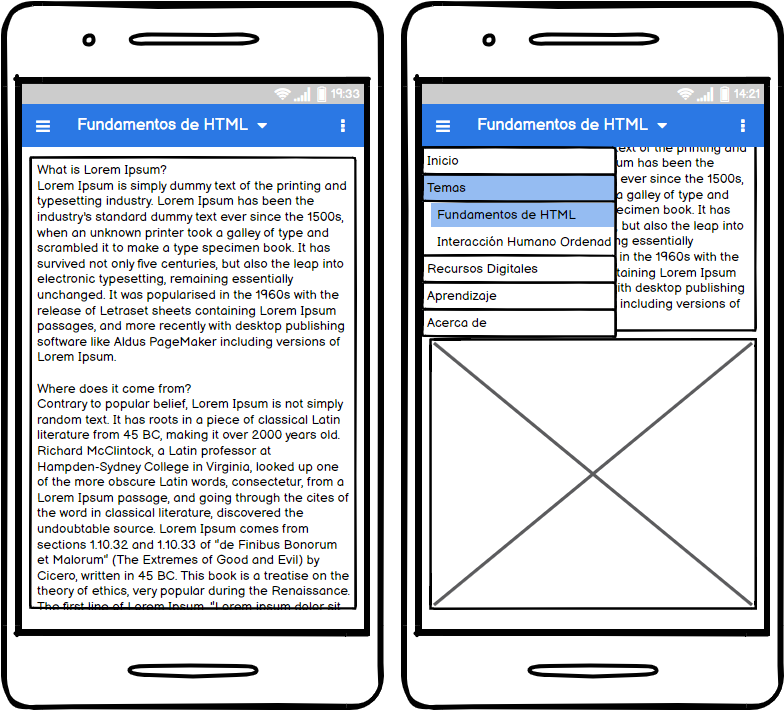 19:33
Fundamentos de HTML
What is Lorem Ipsum?
Lorem Ipsum is simply dummy text of the printing and
typesetting industry. Lorem Ipsum has been the
industry's standard dummy text ever since the 1500s,
when an unknown printer took a galley of type and
scrambled it to make a type specimen book. It has
survived not only five centuries, but also the leap into
electronic typesetting, remaining essentially
unchanged. It was popularised in the 1960s with the
release of Letraset sheets containing Lorem Ipsum
passages, and more recently with desktop publishing
software like Aldus PageMaker including versions of
Lorem Ipsum.
Where does it come from?
Contrary to popular belief, Lorem Ipsum is not simply
random text. It has roots in a piece of classical Latin
literature from 45 BC, making it over 2000 years old.
Richard McClintock, a Latin professor at
Hampden-Sydney College in Virginia, looked up one
of the more obscure Latin words, consectetur, from a
Lorem Ipsum passage, and going through the cites of
the word in classical literature, discovered the
undoubtable source. Lorem Ipsum comes from
sections 1.10.32 and 1.10.33 of "de Finibus Bonorum
et Malorum" (The Extremes of Good and Evil) by
Cicero, written in 45 BC. This book is a treatise on the
theory of ethics, very popular during the Renaissance.
The first line of Lorem Ipsum, "Lorem ipsum dolor sit
14:21
Fundamentos de HTML
Inicio
Temas
Fundamentos de HTML
Interacción Humano Ordenad
Recursos Digitales
Aprendizaje
Acerca de
text of the printing and
um has been the
ever since the 1500s,
a galley of type and
ecimen book. It has
, but also the leap into
ng essentially
in the 1960s with the
taining Lorem Ipsum
ith desktop publishing
including versions of